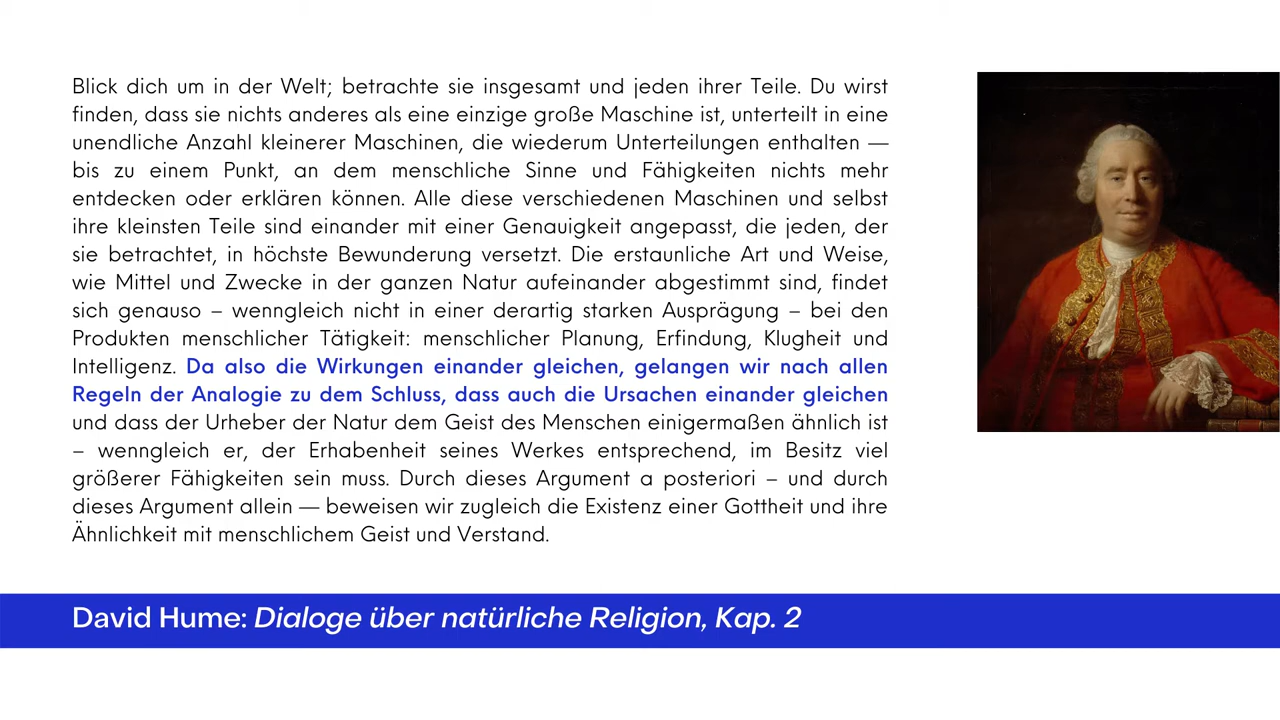 Blick dich um in der Welt; betrachte sie insgesamt und jeden ihrer Teile. Du wirst
finden, dass sie nichts anderes als eine einzige große Maschine ist, unterteilt in eine
unendliche Anzahl kleinerer Maschinen, die wiederum Unterteilungen enthalten —
bis zu einem Punkt, an dem menschliche Sinne und Fähigkeiten nichts mehr
entdecken oder erklären können. Alle diese verschiedenen Maschinen und selbst
ihre kleinsten Teile sind einander mit einer Genauigkeit angepasst, die jeden, der
sie betrachtet, in höchste Bewunderung versetzt. Die erstaunliche Art und Weise,
wie Mittel und Zwecke in der ganzen Natur aufeinander abgestimmt sind, findet
sich genauso – wenngleich nicht in einer derartig starken Ausprägung – bei den
Produkten menschlicher Tätigkeit: menschlicher Planung, Erfindung, Klugheit und
Intelligenz. Da also die Wirkungen einander gleichen, gelangen wir nach allen
Regeln der Analogie zu dem Schluss, dass auch die Ursachen einander gleichen
und dass der Urheber der Natur dem Geist des Menschen einigermaßen ähnlich ist
– wenngleich er, der Erhabenheit seines Werkes entsprechend, im Besitz viel
größerer Fähigkeiten sein muss. Durch dieses Argument a posteriori – und durch
dieses Argument allein — beweisen wir zugleich die Existenz einer Gottheit und ihre
Ähnlichkeit mit menschlichem Geist und Verstand.
David Hume: Dialoge über natürliche Religion, Kap. 2